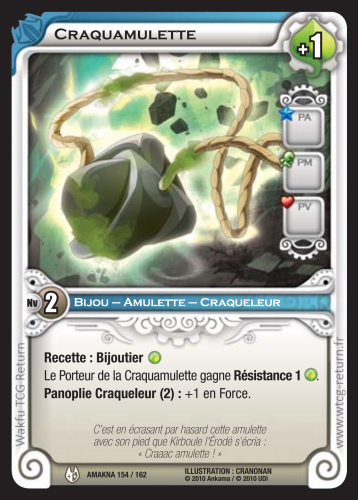 Craquamulette
+1
PA
PM
PV
Nv 2 Bijou – Amulette – Craqueleur
Recette : Bijoutier
Le Porteur de la Craquamulette gagne Résistance 1 .
Panoplie Craqueleur (2) : +1 en Force.
C'est en écrasant par hasard cette amulette
avec son pied que Kirboule l'Érodé s'écria :
« Craaac amulette ! »
Wakfu TCG Return
www.wtcg-return.fr
AMAKNA 154 / 162
ILLUSTRATION : CRANONAN
© 2010 Ankama / © 2010 UDI